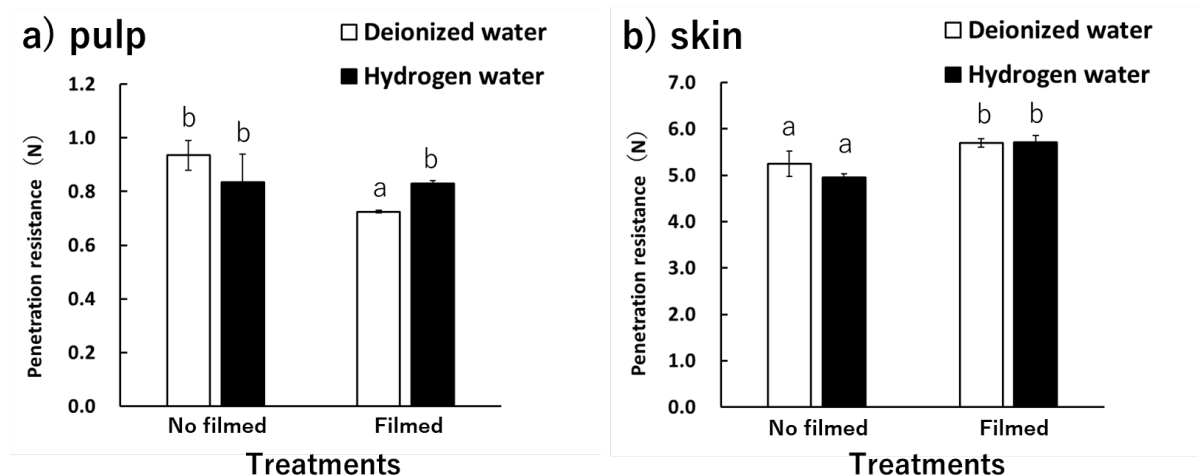 a) pulp
Deionized water
Hydrogen water
Penetration resistance (N)
1.2
1.0
0.8
0.6
0.4
0.2
0.0
b b a b
No filmed Filmed
Treatments
b) skin
Deionized water
Hydrogen water
Penetration resistance (N)
7.0
6.0
5.0
4.0
3.0
2.0
1.0
0.0
a a b b
No filmed Filmed
Treatments